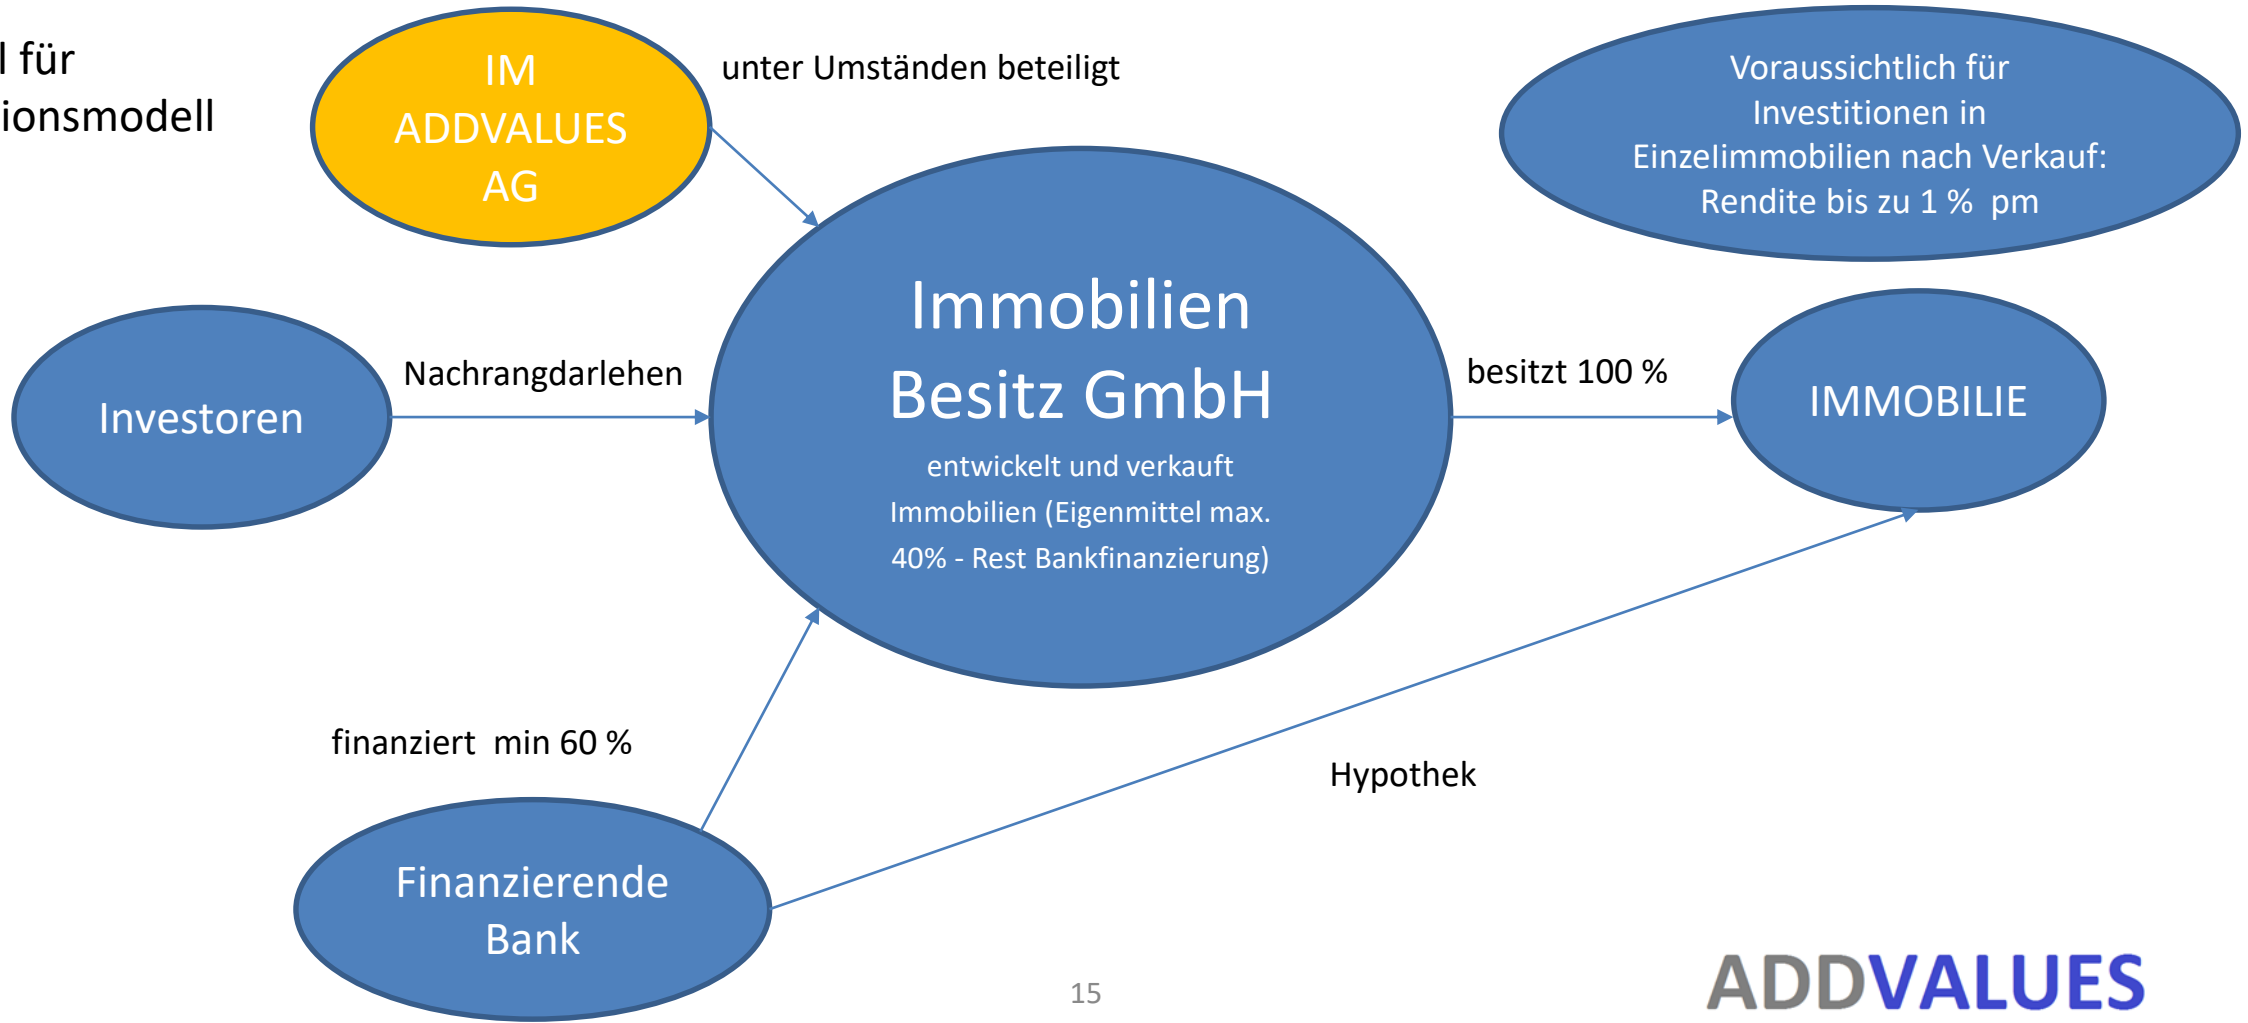 l für
ionsmodell
IM
ADDVALUES
AG
unter Umständen beteiligt
Voraussichtlich für
Investitionen in
Einzelimmobilien nach Verkauf:
Rendite bis zu 1 %  pm
Investoren
Nachrangdarlehen
Immobilien
Besitz GmbH
entwickelt und verkauft
Immobilien (Eigenmittel max.
40% - Rest Bankfinanzierung)
besitzt 100 %
IMMOBILIE
finanziert  min 60 %
Hypothek
Finanzierende
Bank
15
ADDVALUES